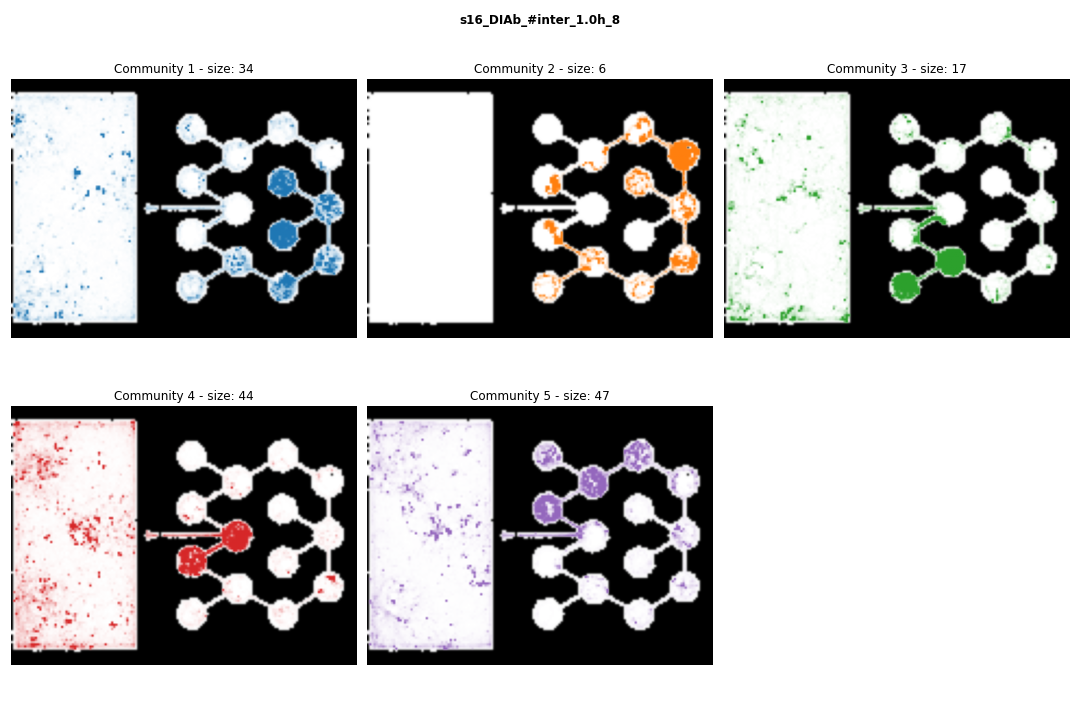 s16_DIAb_#inter_1.0h_8
Community 1 - size: 34
Community 2 - size: 6
Community 3 - size: 17
Community 4 - size: 44
Community 5 - size: 47